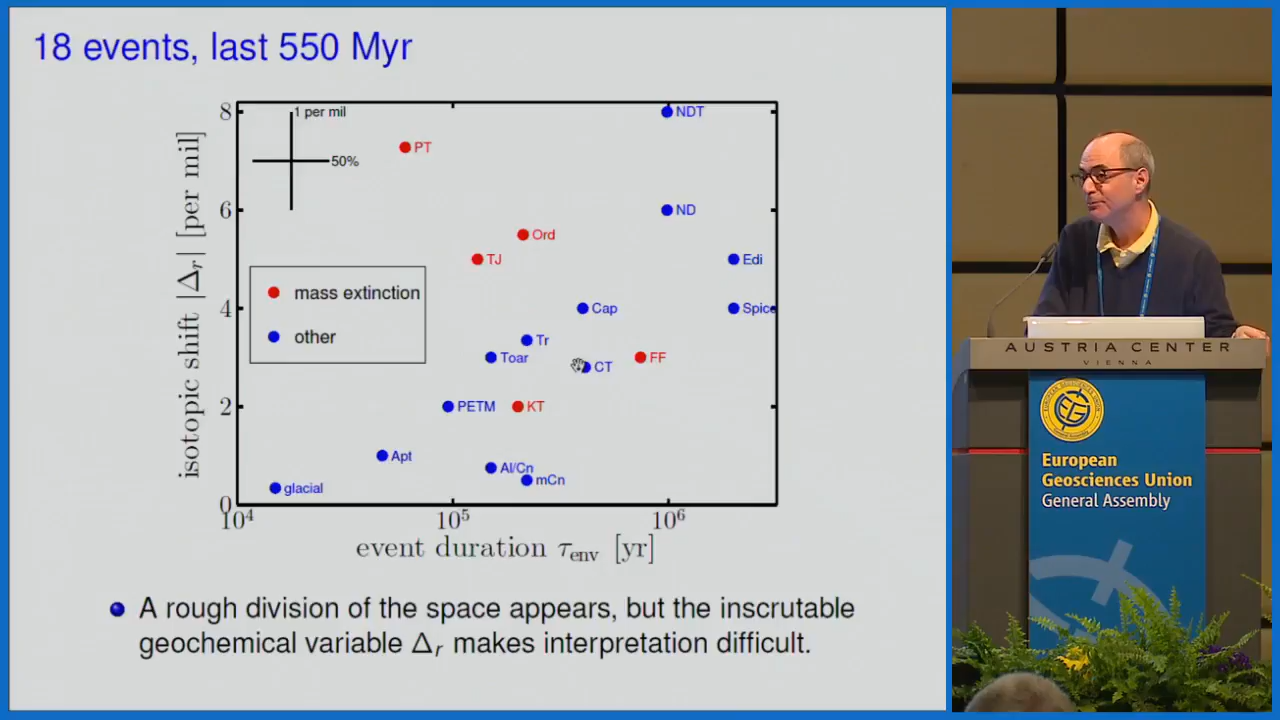 18 events, last 550 Myr
8
6
4
2
0
isotopic shift |Δr| [per mil]
1 per mil
50%
mass extinction
other
NDT
PT
ND
Ord
TJ
Edi
Cap
Spice
Tr
Toar
CT
FF
PETM
KT
Apt
Al/Cn
mCn
glacial
10^4
10^5
10^6
event duration τenv [yr]
A rough division of the space appears, but the inscrutable
geochemical variable Δr makes interpretation difficult.
AUSTRIA CENTER
VIENNA
European
Geosciences Union
General Assembly